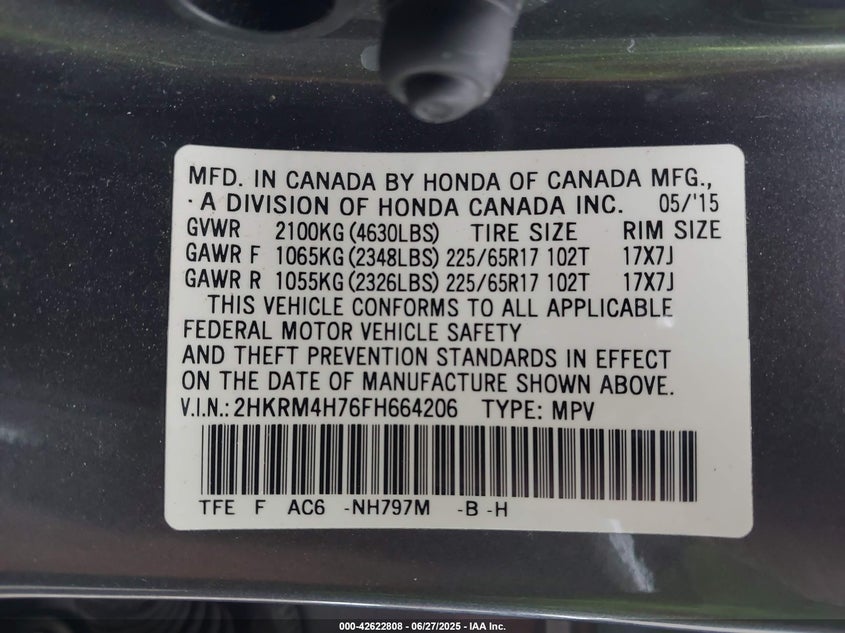 MFD. IN CANADA BY HONDA OF CANADA MFG.,
· A DIVISION OF HONDA CANADA INC. 05/'15
GVWR 2100KG (4630LBS) TIRE SIZE RIM SIZE
GAWR F 1065KG (2348LBS) 225/65R17 102T 17X7J
GAWR R 1055KG (2326LBS) 225/65R17 102T 17X7J
THIS VEHICLE CONFORMS TO ALL APPLICABLE
FEDERAL MOTOR VEHICLE SAFETY
AND THEFT PREVENTION STANDARDS IN EFFECT
ON THE DATE OF MANUFACTURE SHOWN ABOVE.
V.I.N.: 2HKRM4H76FH664206 TYPE: MPV
TFE F AC6 -NH797M -B -H
000-42622808 - 06/27/2025 - IAA Inc.